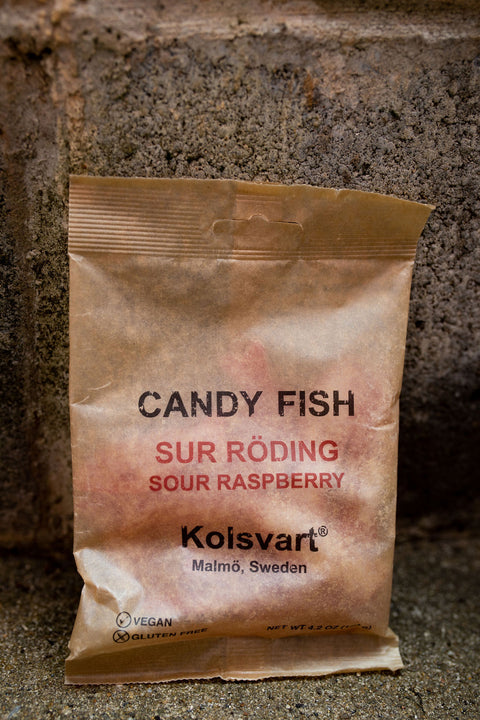 CANDY FISH
SUR RÖDING
SOUR RASPBERRY
Kolsvart®
Malmö, Sweden
VEGAN
GLUTEN FREE
NET WT. 4.2 OZ